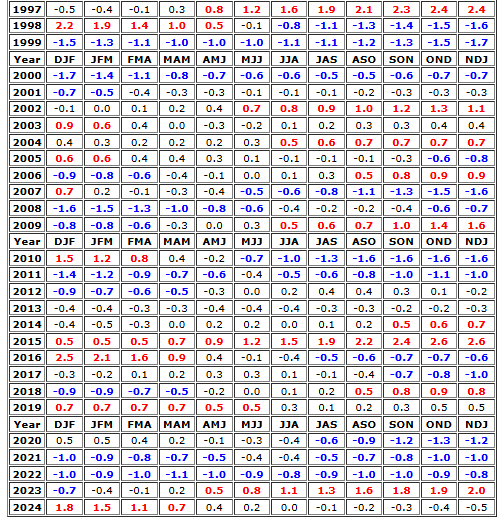 1997 -0.5 -0.4 -0.1 0.3 0.8 1.2 1.6 1.9 2.1 2.3 2.4 2.4
1998 2.2 1.9 1.4 1.0 0.5 -0.1 -0.8 -1.1 -1.3 -1.4 -1.5 -1.6
1999 -1.5 -1.3 -1.1 -1.0 -1.0 -1.0 -1.1 -1.1 -1.2 -1.3 -1.5 -1.7
Year DJF JFM FMA MAM AMJ MJJ JJA JAS ASO SON OND NDJ
2000 -1.7 -1.4 -1.1 -0.8 -0.7 -0.6 -0.6 -0.5 -0.5 -0.6 -0.7 -0.7
2001 -0.7 -0.5 -0.4 -0.3 -0.3 -0.1 -0.1 -0.1 -0.2 -0.3 -0.3 -0.3
2002 -0.1 0.0 0.1 0.2 0.4 0.7 0.8 0.9 1.0 1.2 1.3 1.1
2003 0.9 0.6 0.4 0.0 -0.3 -0.2 0.1 0.2 0.3 0.3 0.4 0.4
2004 0.4 0.3 0.2 0.2 0.2 0.3 0.5 0.6 0.7 0.7 0.7 0.7
2005 0.6 0.6 0.4 0.4 0.3 0.1 -0.1 -0.1 -0.1 -0.3 -0.6 -0.8
2006 -0.9 -0.8 -0.6 -0.4 -0.1 0.0 0.1 0.3 0.5 0.8 0.9 0.9
2007 0.7 0.2 -0.1 -0.3 -0.4 -0.5 -0.6 -0.8 -1.1 -1.3 -1.5 -1.6
2008 -1.6 -1.5 -1.3 -1.0 -0.8 -0.6 -0.4 -0.2 -0.2 -0.4 -0.6 -0.7
2009 -0.8 -0.8 -0.6 -0.3 0.0 0.3 0.5 0.6 0.7 1.0 1.4 1.6
Year DJF JFM FMA MAM AMJ MJJ JJA JAS ASO SON OND NDJ
2010 1.5 1.2 0.8 0.4 -0.2 -0.7 -1.0 -1.3 -1.6 -1.6 -1.6 -1.6
2011 -1.4 -1.2 -0.9 -0.7 -0.6 -0.4 -0.5 -0.6 -0.8 -1.0 -1.1 -1.0
2012 -0.9 -0.7 -0.6 -0.5 -0.3 0.0 0.2 0.4 0.4 0.3 0.1 -0.2
2013 -0.4 -0.4 -0.3 -0.3 -0.4 -0.4 -0.4 -0.3 -0.3 -0.2 -0.2 -0.3
2014 -0.4 -0.5 -0.3 0.0 0.2 0.2 0.0 0.1 0.2 0.5 0.6 0.7
2015 0.5 0.5 0.5 0.7 0.9 1.2 1.5 1.9 2.2 2.4 2.6 2.6
2016 2.5 2.1 1.6 0.9 0.4 -0.1 -0.4 -0.5 -0.6 -0.7 -0.7 -0.6
2017 -0.3 -0.2 0.1 0.2 0.3 0.3 0.1 -0.1 -0.4 -0.7 -0.8 -1.0
2018 -0.9 -0.9 -0.7 -0.5 -0.2 0.0 0.1 0.2 0.5 0.8 0.9 0.8
2019 0.7 0.7 0.7 0.7 0.5 0.5 0.3 0.1 0.2 0.3 0.5 0.5
Year DJF JFM FMA MAM AMJ MJJ JJA JAS ASO SON OND NDJ
2020 0.5 0.5 0.4 0.2 -0.1 -0.3 -0.4 -0.6 -0.9 -1.2 -1.3 -1.2
2021 -1.0 -0.9 -0.8 -0.7 -0.5 -0.4 -0.4 -0.5 -0.7 -0.8 -1.0 -1.0
2022 -1.0 -0.9 -1.0 -1.1 -1.0 -0.9 -0.8 -0.9 -1.0 -1.0 -0.9 -0.8
2023 -0.7 -0.4 -0.1 0.2 0.5 0.8 1.1 1.3 1.6 1.8 1.9 2.0
2024 1.8 1.5 1.1 0.7 0.4 0.2 0.0 -0.1 -0.2 -0.3 -0.4 -0.5